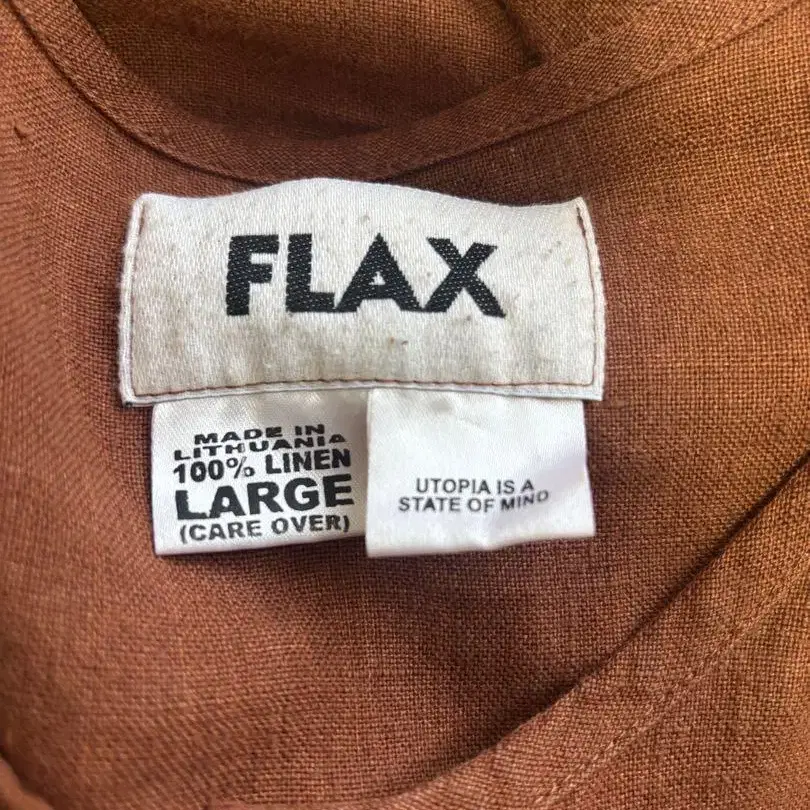 FLAX
MADE IN
LITHUANIA
100% LINEN
LARGE
(CARE OVER)
UTOPIA IS A
STATE OF MIND